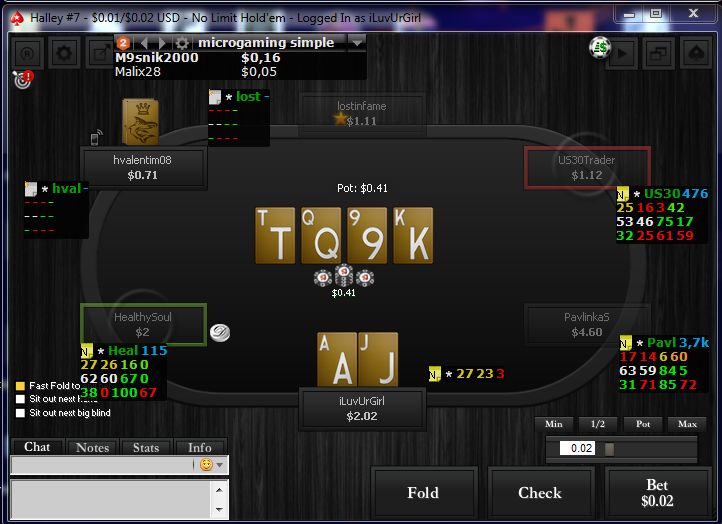 Halley #7 - $0.01/$0.02 USD - No Limit Hold'em - Logged In as iLuvUrGirl
2 microgaming simple
M9snik2000 $0,16
Malix28 $0,05
* lost -
- - - -
- - - -
- - - -
lostinfame
$1.11
hvalentim08
$0.71
US30Trader
$1.12
* hval -
- - - -
- - - -
- - - -
* US30 476
25 16 3 42
53 46 75 17
32 25 61 59
Pot: $0.41
T Q 9 K
T Q 9 K
$0.41
HealthySoul
$2
D
PavlinkaS
$4.60
* Heal 115
27 26 16 0
62 60 67 0
38 0 100 67
* Pavl 3,7k
17 14 6 60
63 59 84 5
31 71 85 72
A J
A J
* 27 23 3
iLuvUrGirl
$2.02
Fast Fold to
Sit out next
Sit out next big blind
Min 1/2 Pot Max
0.02
Chat Notes Stats Info
Fold Check Bet
$0.02